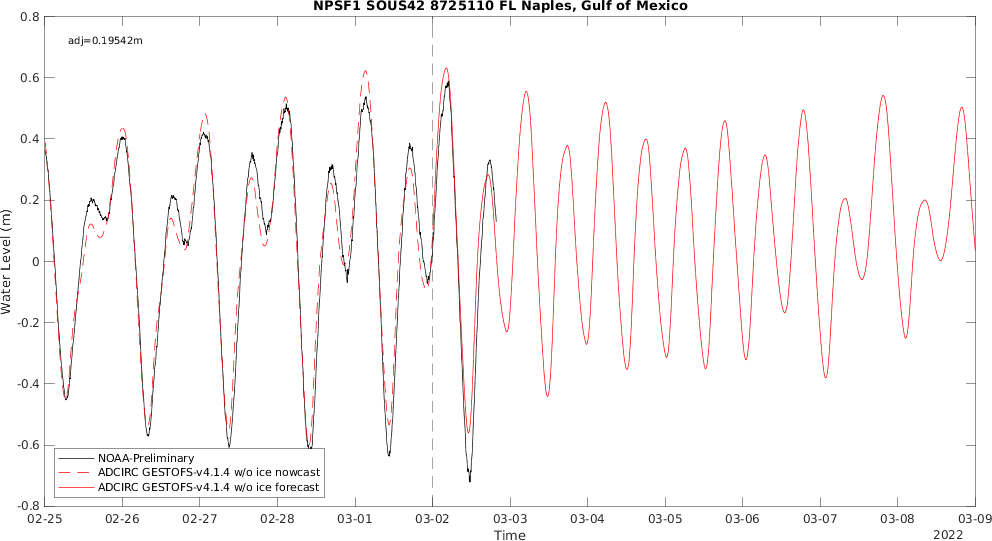 NPSF1 SOUS42 8725110 FL Naples, Gulf of Mexico
adj=0.19542m
0.8
0.6
0.4
0.2
0
-0.2
-0.4
-0.6
-0.8
Water Level (m)
NOAA-Preliminary
ADCIRC GESTOFS-v4.1.4 w/o ice nowcast
ADCIRC GESTOFS-v4.1.4 w/o ice forecast
02-25 02-26 02-27 02-28 03-01 03-02 03-03 03-04 03-05 03-06 03-07 03-08 03-09
Time
2022